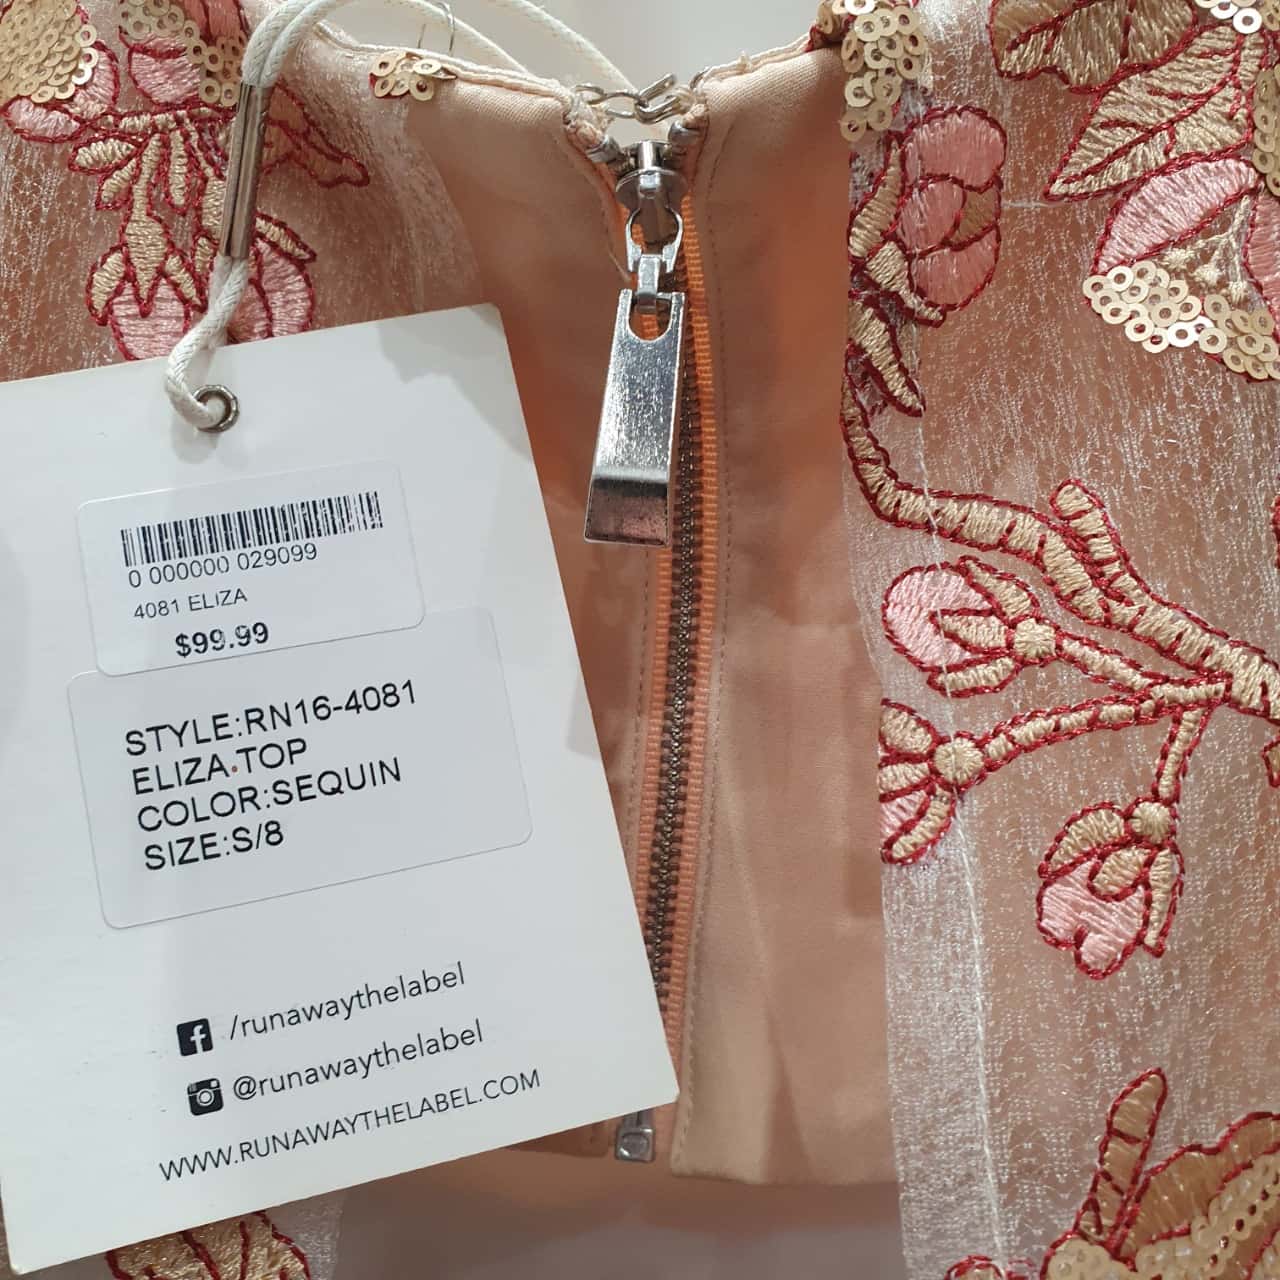 0 000000 029099
4081 ELIZA
$99.99
STYLE:RN16-4081
ELIZA TOP
COLOR:SEQUIN
SIZE:S/8
/runawaythelabel
@runawaythelabel
WWW.RUNAWAYTHELABEL.COM